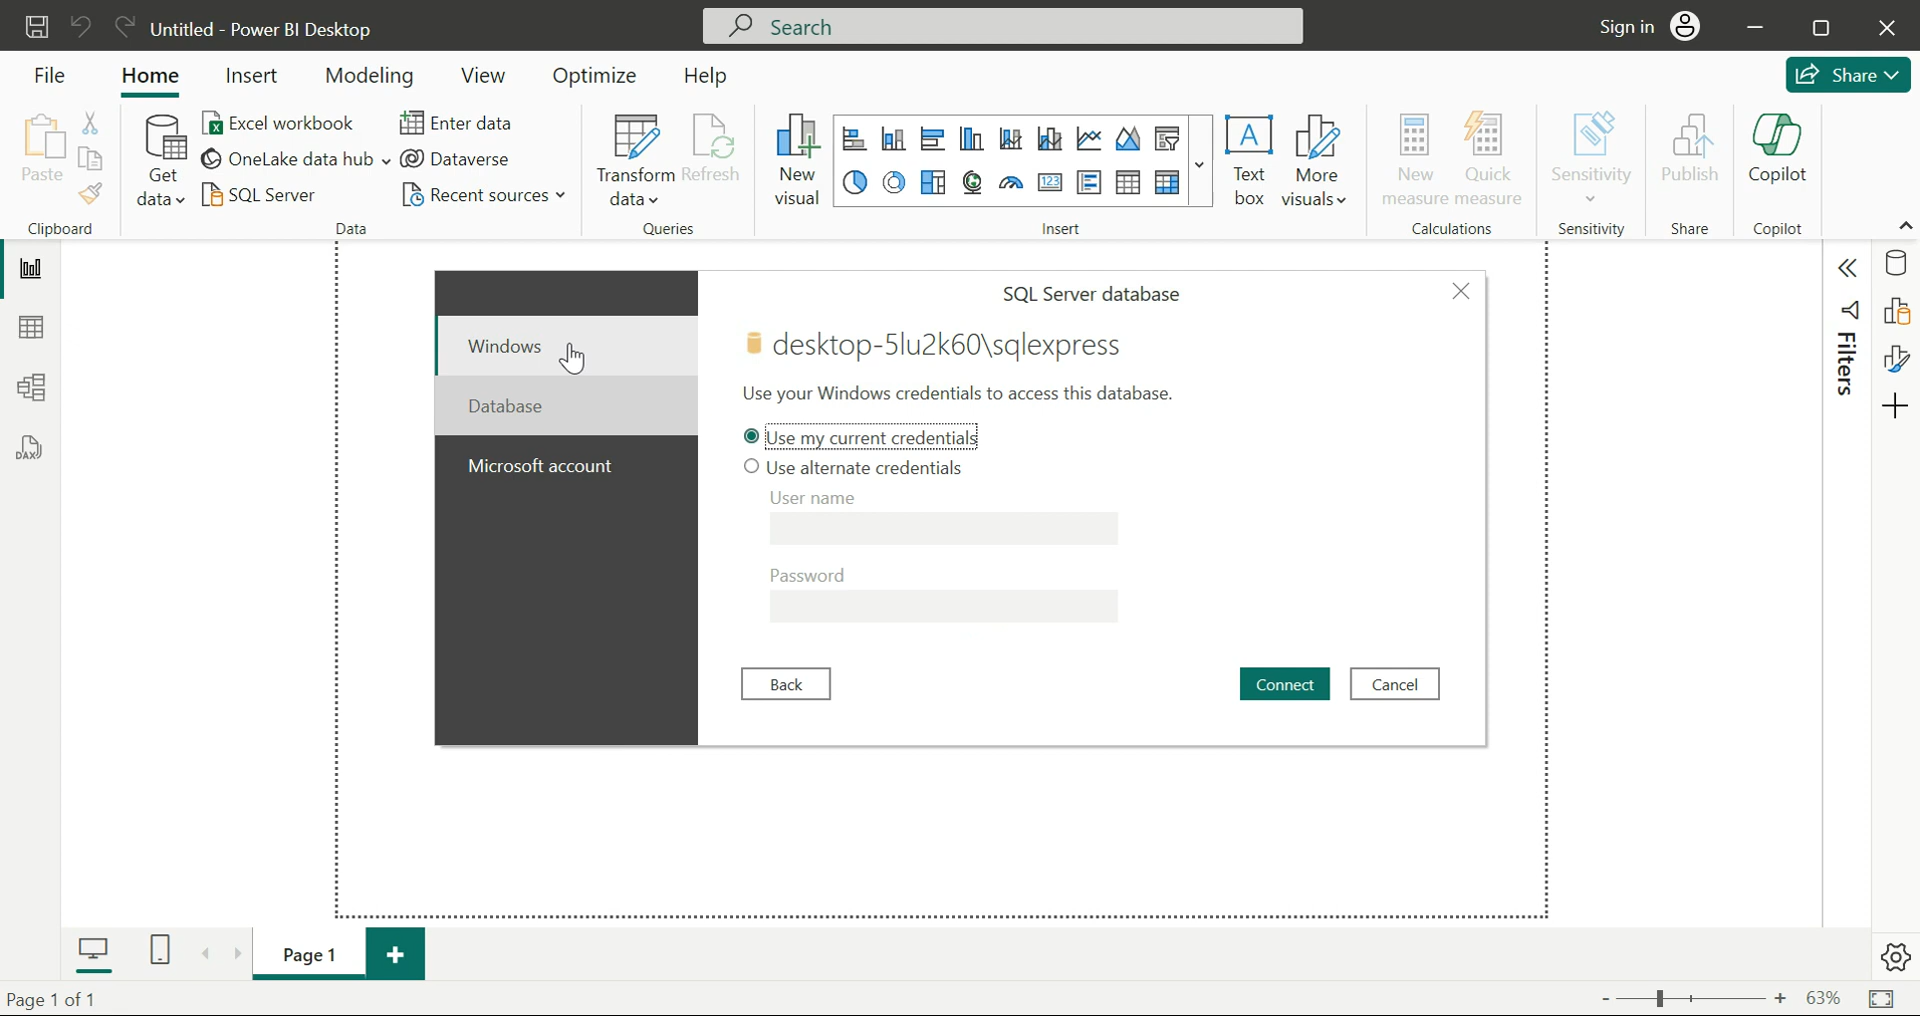 Untitled - Power BI Desktop
Search
Sign in
File Home Insert Modeling View Optimize Help
Share
Paste
Clipboard
Get data
Excel workbook
OneLake data hub
SQL Server
Enter data
Dataverse
Recent sources
Data
Transform data
Refresh
Queries
New visual
123
A
Text box
More visuals
Insert
New measure
Quick measure
Calculations
Sensitivity
Sensitivity
Publish
Share
Copilot
Copilot
DAX
SQL Server database
Windows
Database
Microsoft account
desktop-5lu2k60\sqlexpress
Use your Windows credentials to access this database.
Use my current credentials
Use alternate credentials
User name
Password
Back
Connect
Cancel
Filters
Page 1
Page 1 of 1
- + 63%